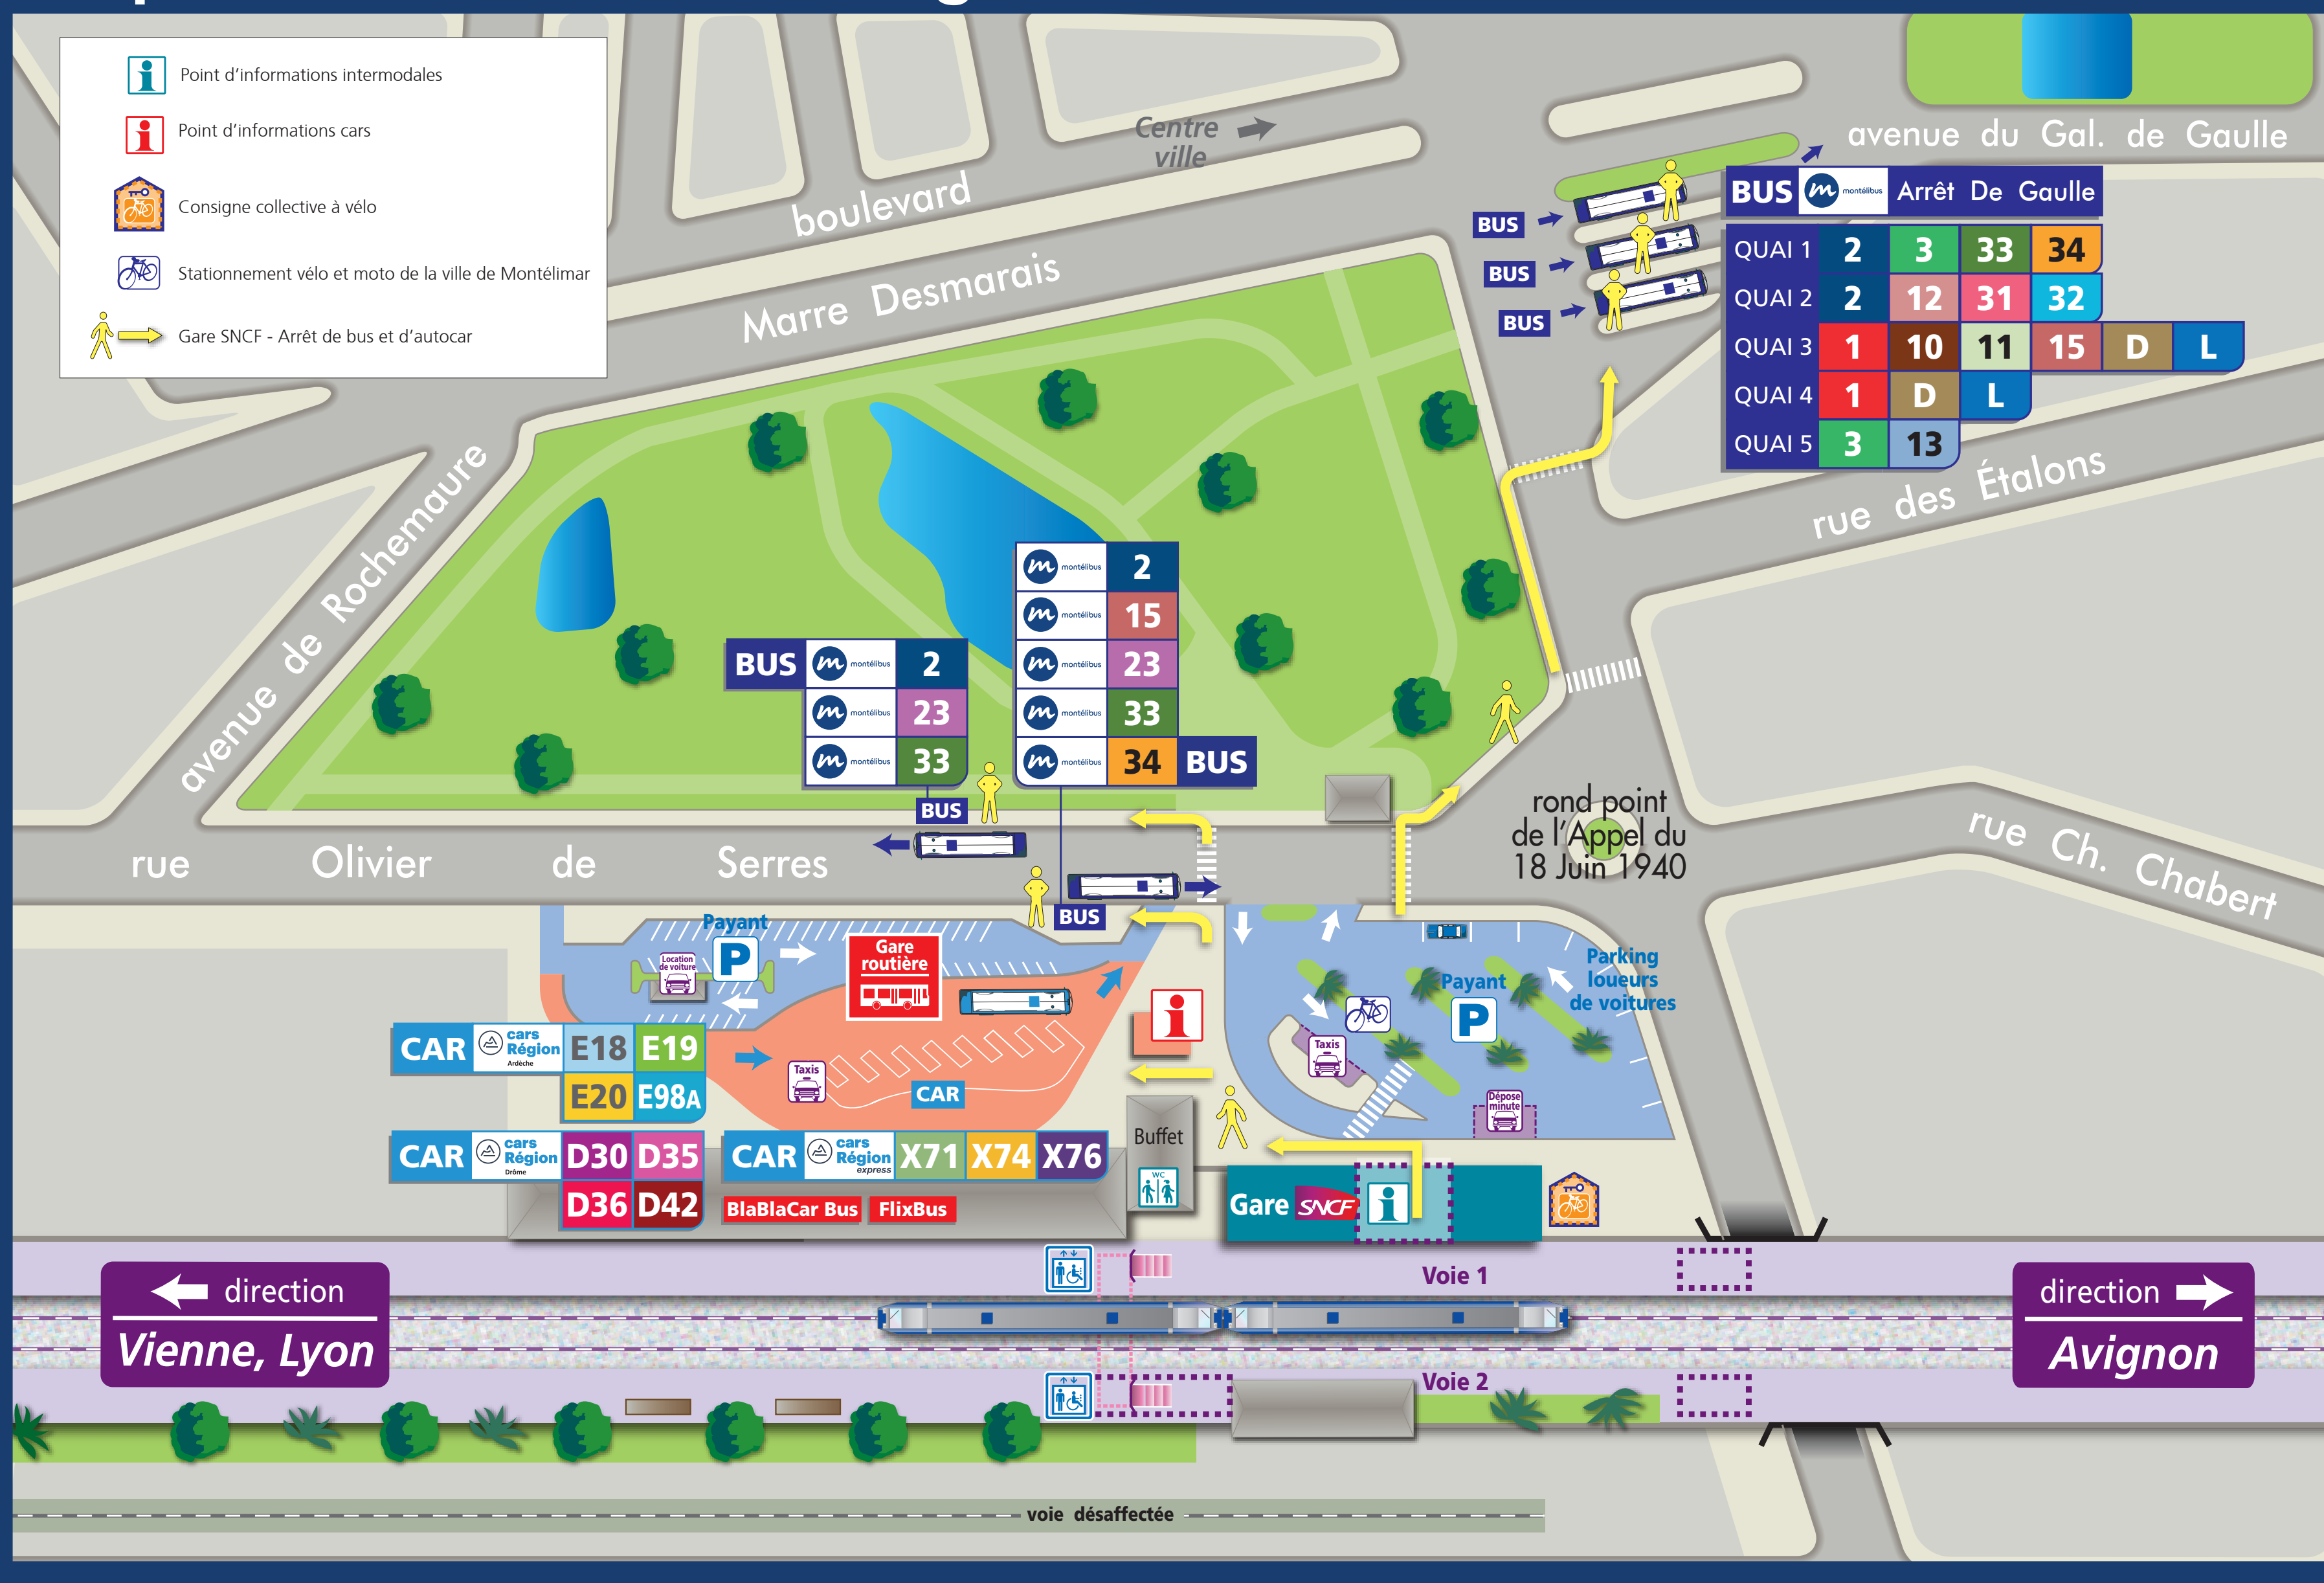 Point d'informations intermodales
Point d'informations cars
Consigne collective à vélo
Stationnement vélo et moto de la ville de Montélimar
Gare SNCF - Arrêt de bus et d'autocar
Centre
ville
boulevard
Marre Desmarais
avenue du Gal. de Gaulle
BUS montélibus Arrêt De Gaulle
QUAI 1 2 3 33 34
QUAI 2 2 12 31 32
QUAI 3 1 10 11 15 D L
QUAI 4 1 D L
QUAI 5 3 13
BUS
BUS
BUS
rue des Étalons
avenue de Rochemaure
BUS montélibus 2
montélibus 23
montélibus 33
BUS
montélibus 2
montélibus 15
montélibus 23
montélibus 33
montélibus 34 BUS
BUS
rond point
de l'Appel du
18 Juin 1940
rue Ch. Chabert
rue Olivier de Serres
Payant
P
Location
de voiture
Gare
routière
Taxis
CAR
CAR cars Région Ardèche E18 E19
E20 E98A
CAR cars Région Drôme D30 D35
D36 D42
CAR cars Région express X71 X74 X76
BlaBlaCar Bus FlixBus
Buffet
WC
Parking
loueurs
de voitures
Payant
P
Taxis
Dépose
minute
Gare SNCF
Voie 1
Voie 2
direction
Vienne, Lyon
direction
Avignon
voie désaffectée